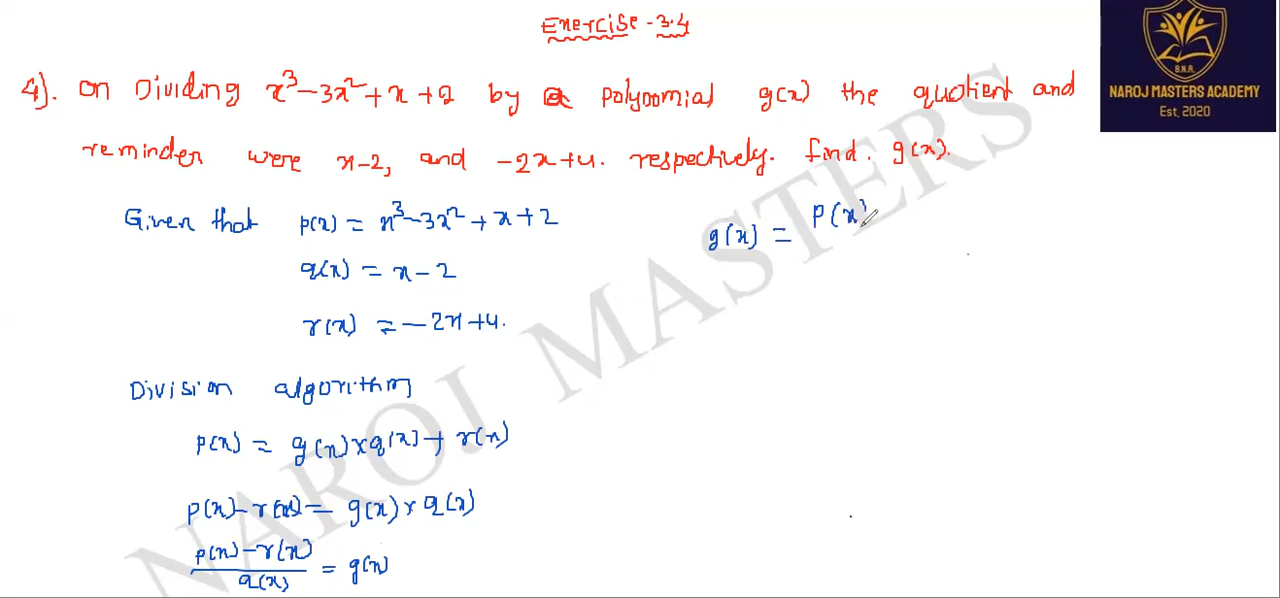 Exercise - 3.4
4). on Dividing x³ - 3x² + x + 2 by a polyoomial g(x) the quotient and
reminder were x-2, and -2x+4. respectively. find. g(x).
Given that p(x) = x³ - 3x² + x + 2
q(x) = x - 2
r(x) = -2x + 4.
Division algorithm
p(x) = g(x) x q(x) + r(x)
p(x) - r(x) = g(x) x q(x)
p(x) - r(x) / q(x) = g(x)
g(x) = P(x)
B.N.R.
NAROJ MASTERS ACADEMY
Est, 2020
NAROJ MASTERS